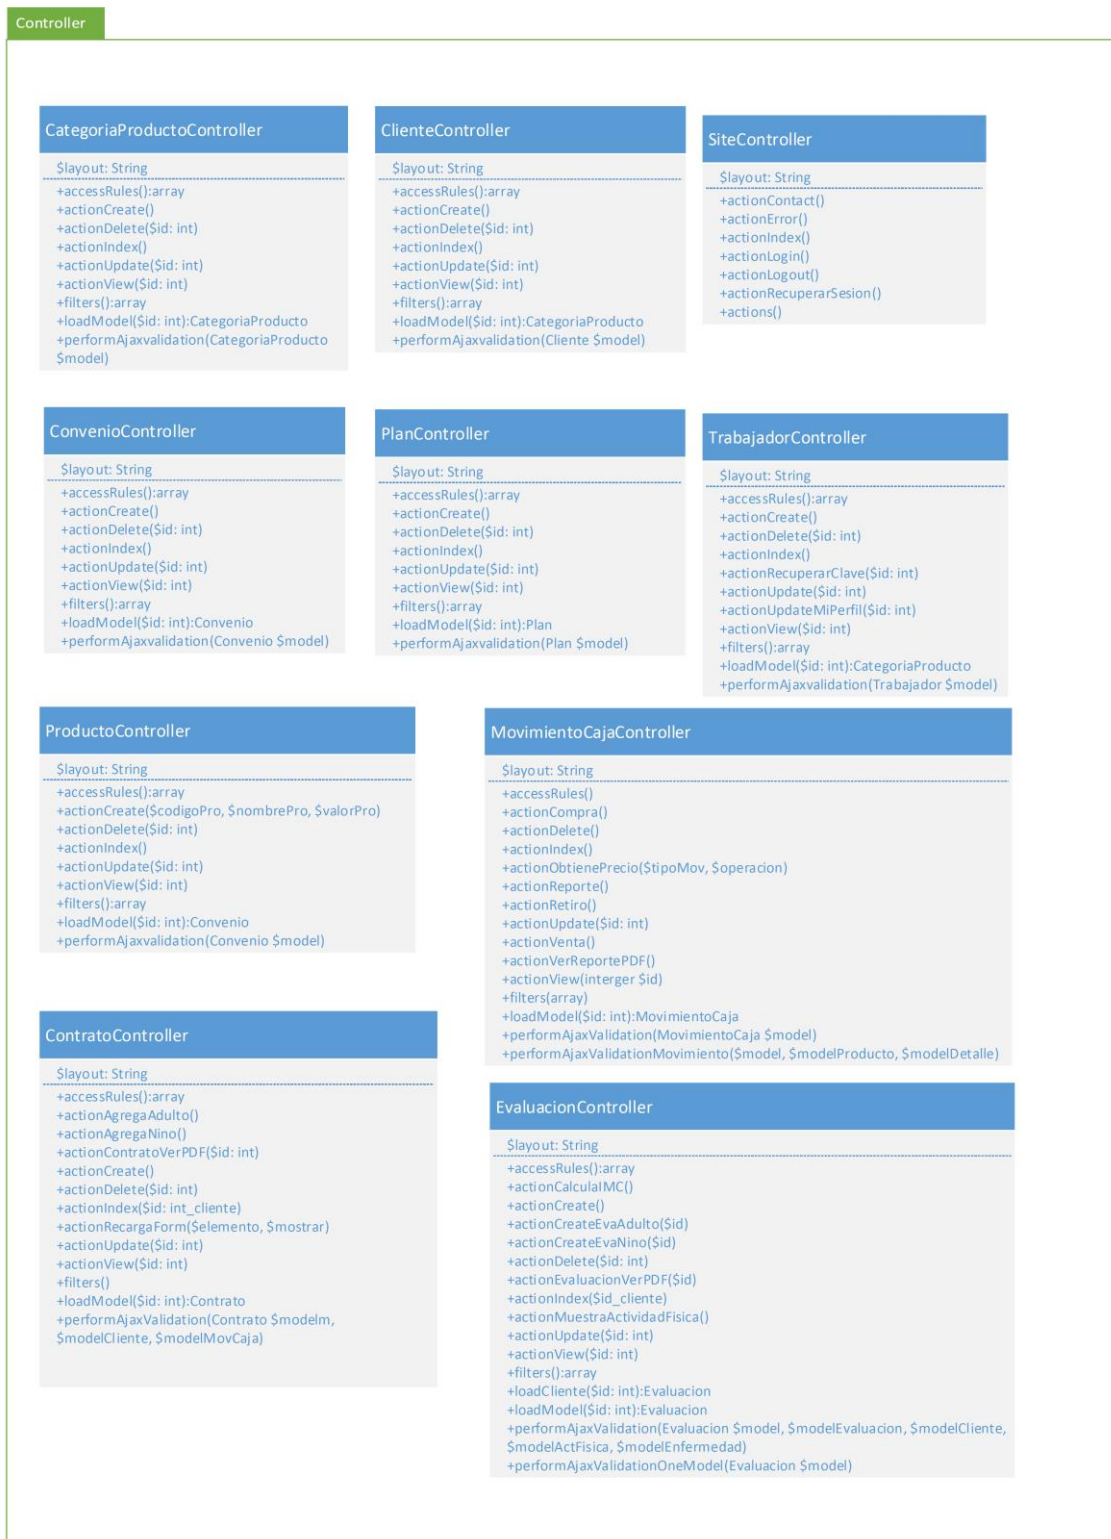 Controller
CategoriaProductoController
$layout: String
+accessRules():array
+actionCreate()
+actionDelete($id: int)
+actionIndex()
+actionUpdate($id: int)
+actionView($id: int)
+filters():array
+loadModel($id: int):CategoriaProducto
+performAjaxvalidation(CategoriaProducto
$model)
ClienteController
$layout: String
+accessRules():array
+actionCreate()
+actionDelete($id: int)
+actionIndex()
+actionUpdate($id: int)
+actionView($id: int)
+filters():array
+loadModel($id: int):CategoriaProducto
+performAjaxvalidation(Cliente $model)
SiteController
$layout: String
+actionContact()
+actionError()
+actionIndex()
+actionLogin()
+actionLogout()
+actionRecuperarSesion()
+actions()
ConvenioController
$layout: String
+accessRules():array
+actionCreate()
+actionDelete($id: int)
+actionIndex()
+actionUpdate($id: int)
+actionView($id: int)
+filters():array
+loadModel($id: int):Convenio
+performAjaxvalidation(Convenio $model)
PlanController
$layout: String
+accessRules():array
+actionCreate()
+actionDelete($id: int)
+actionIndex()
+actionUpdate($id: int)
+actionView($id: int)
+filters():array
+loadModel($id: int):Plan
+performAjaxvalidation(Plan $model)
TrabajadorController
$layout: String
+accessRules():array
+actionCreate()
+actionDelete($id: int)
+actionIndex()
+actionRecuperarClave($id: int)
+actionUpdate($id: int)
+actionUpdateMiPerfil($id: int)
+actionView($id: int)
+filters():array
+loadModel($id: int):CategoriaProducto
+performAjaxvalidation(Trabajador $model)
ProductoController
$layout: String
+accessRules():array
+actionCreate($codigoPro, $nombrePro, $valorPro)
+actionDelete($id: int)
+actionIndex()
+actionUpdate($id: int)
+actionView($id: int)
+filters():array
+loadModel($id: int):Convenio
+performAjaxvalidation(Convenio $model)
MovimientoCajaController
$layout: String
+accessRules()
+actionCompra()
+actionDelete()
+actionIndex()
+actionObtienePrecio($tipoMov, $operacion)
+actionReporte()
+actionRetiro()
+actionUpdate($id: int)
+actionVenta()
+actionVerReportePDF()
+actionView(interger $id)
+filters(array)
+loadModel($id: int):MovimientoCaja
+performAjaxValidation(MovimientoCaja $model)
+performAjaxValidationMovimiento($model, $modelProducto, $modelDetalle)
ContratoController
$layout: String
+accessRules():array
+actionAgregaAdulto()
+actionAgregaNino()
+actionContratoVerPDF($id: int)
+actionCreate()
+actionDelete($id: int)
+actionIndex($id: int_cliente)
+actionRecargaForm($elemento, $mostrar)
+actionUpdate($id: int)
+actionView($id: int)
+filters()
+loadModel($id: int):Contrato
+performAjaxValidation(Contrato $modelm,
$modelCliente, $modelMovCaja)
EvaluacionController
$layout: String
+accessRules():array
+actionCalculaIMC()
+actionCreate()
+actionCreateEvaAdulto($id)
+actionCreateEvaNino($id)
+actionDelete($id: int)
+actionEvaluacionVerPDF($id)
+actionIndex($id_cliente)
+actionMuestraActividadFisica()
+actionUpdate($id: int)
+actionView($id: int)
+filters():array
+loadCliente($id: int):Evaluacion
+loadModel($id: int):Evaluacion
+performAjaxValidation(Evaluacion $model, $modelEvaluacion, $modelCliente,
$modelActFisica, $modelEnfermedad)
+performAjaxValidationOneModel(Evaluacion $model)